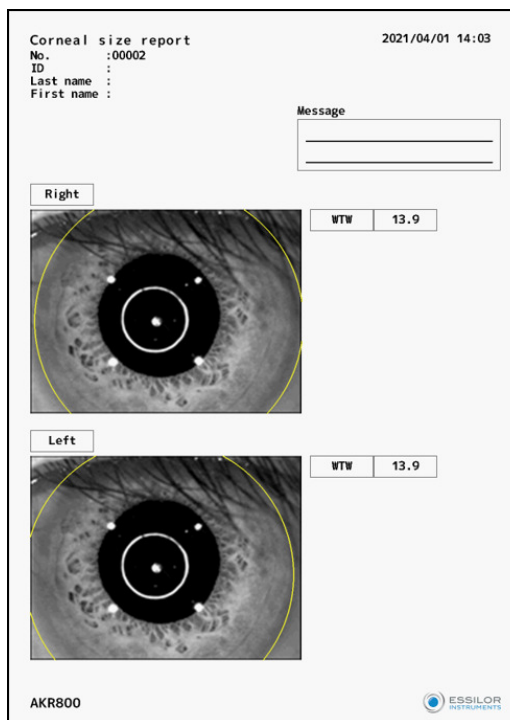 Corneal size report 2021/04/01 14:03
No. :00002
ID :
Last name :
First name :
Message
Right
WTW 13.9
Left
WTW 13.9
AKR800
ESSILOR
INSTRUMENTS